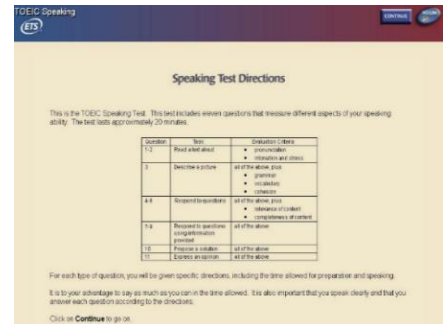 TOEIC Speaking
ETS
CONTINUE
Speaking Test Directions
This is the TOEIC Speaking Test. This test includes eleven questions that measure different aspects of your speaking
ability. The test lasts approximately 20 minutes.
Question Task Evaluation Criteria
1-2 Read a text aloud • pronunciation
• intonation and stress
3 Describe a picture all of the above, plus
• grammar
• vocabulary
• cohesion
4-6 Respond to questions all of the above, plus
• relevance of content
• completeness of content
7-9 Respond to questions all of the above
using information
provided
10 Propose a solution all of the above
11 Express an opinion all of the above
For each type of question, you will be given specific directions, including the time allowed for preparation and speaking.
It is to your advantage to say as much as you can in the time allowed. It is also important that you speak clearly and that you
answer each question according to the directions.
Click on Continue to go on.